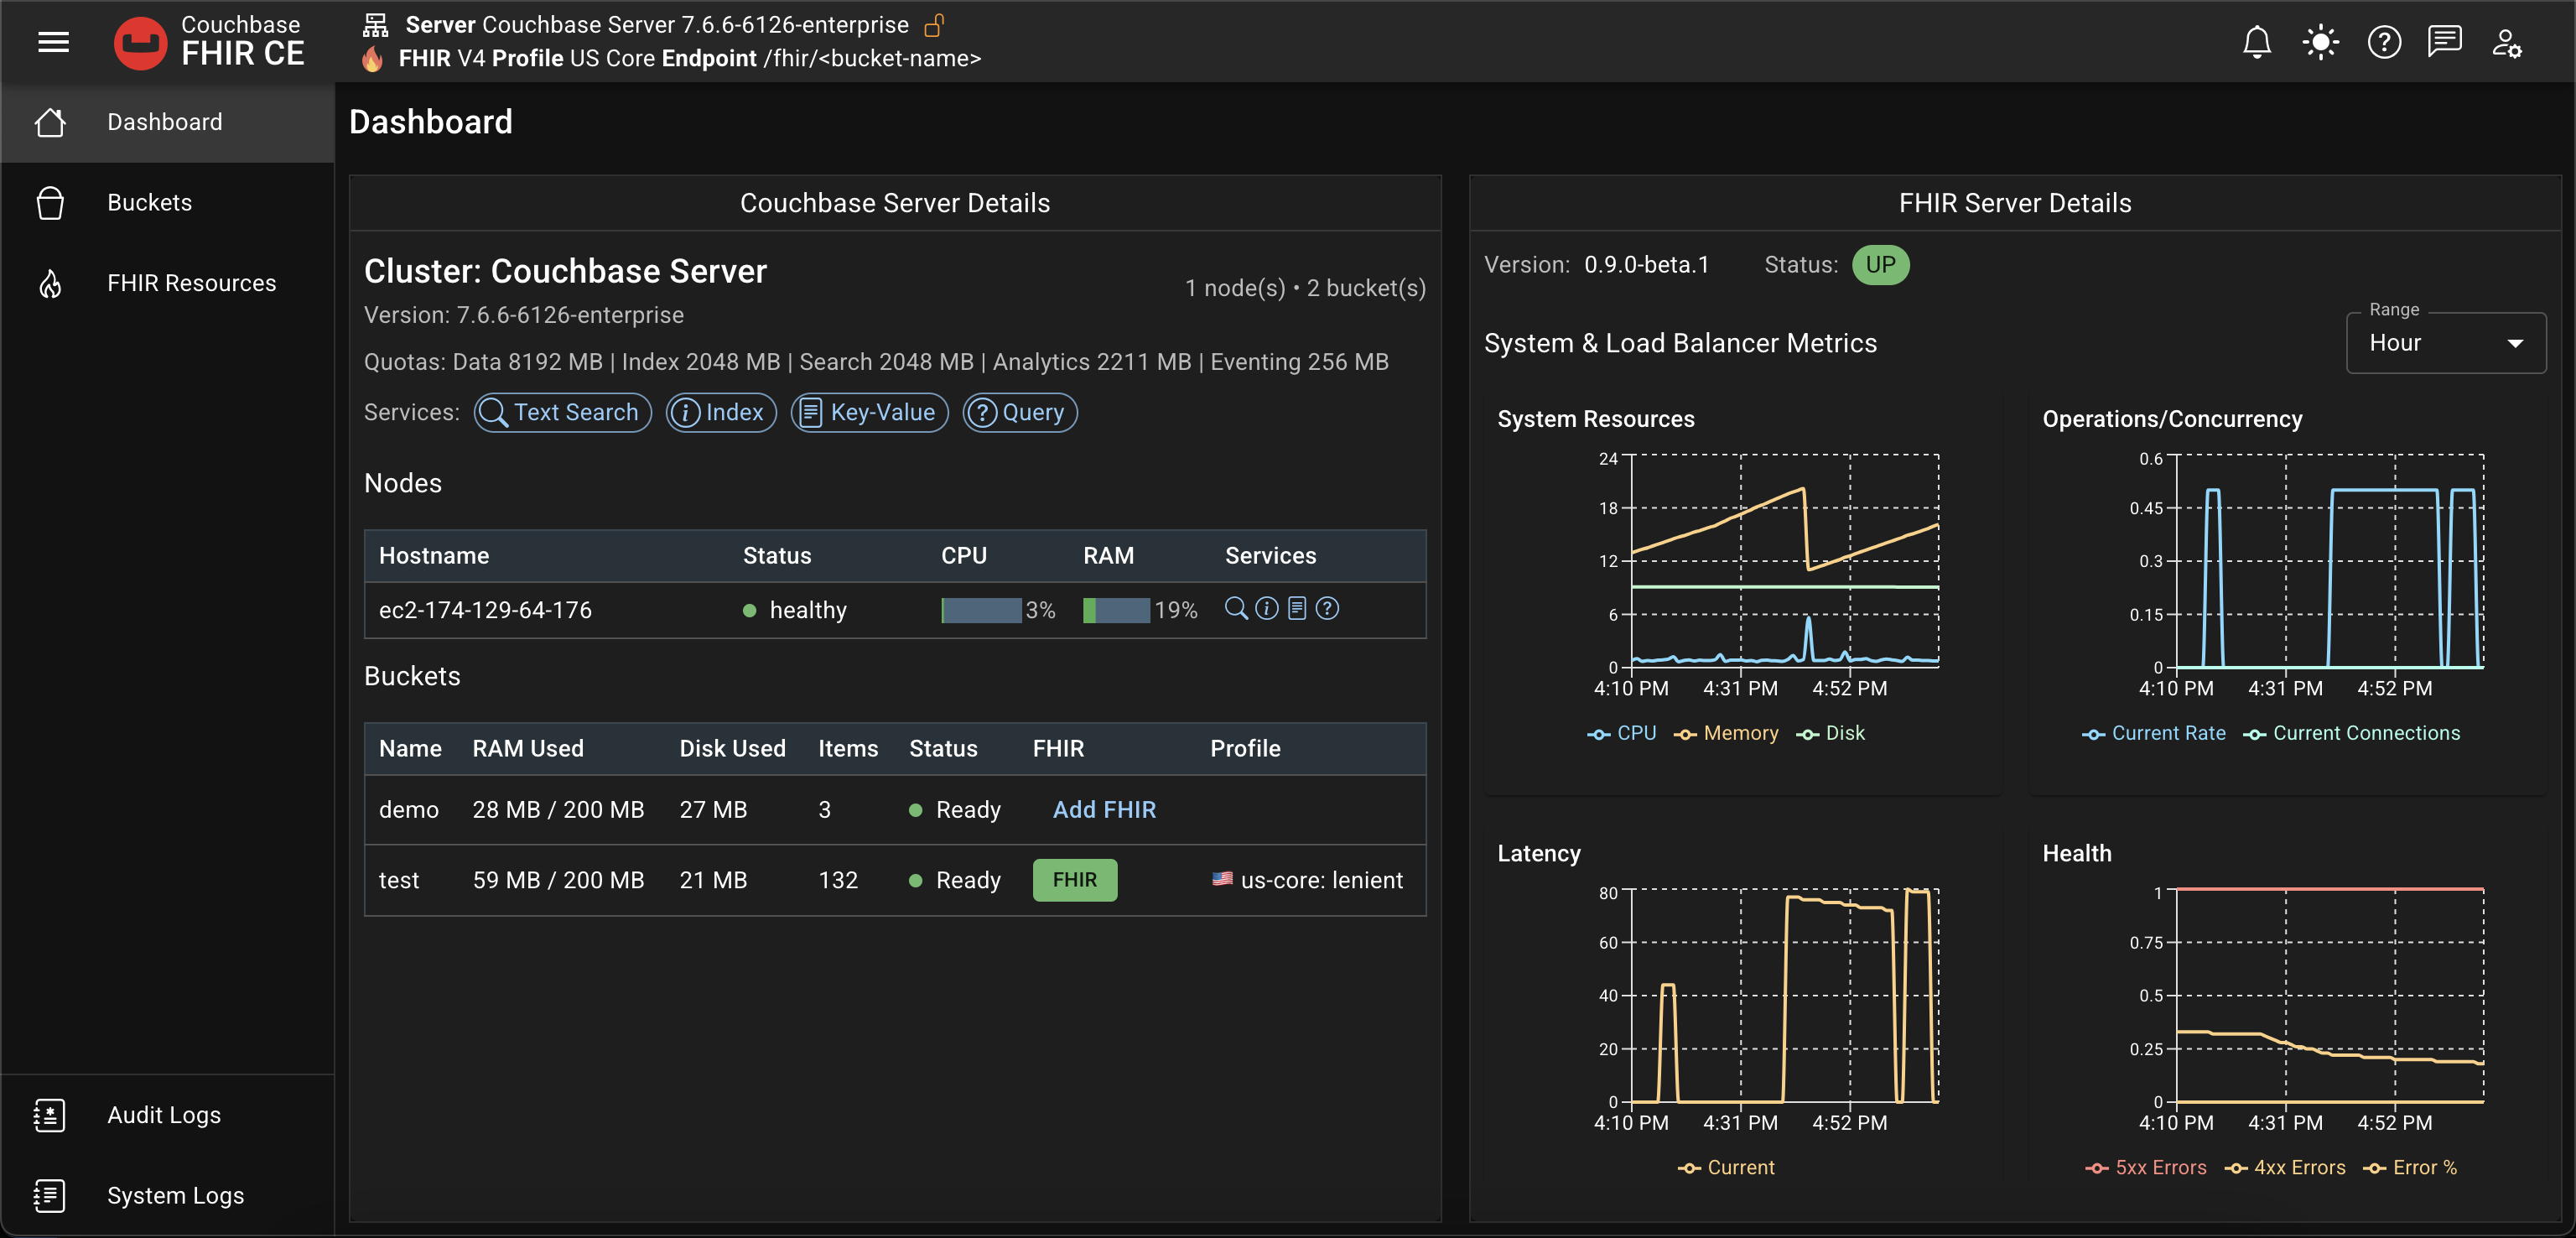 Couchbase
FHIR CE
Server Couchbase Server 7.6.6-6126-enterprise
FHIR V4 Profile US Core Endpoint /fhir/<bucket-name>
Dashboard
Buckets
FHIR Resources
Audit Logs
System Logs
Dashboard
Couchbase Server Details
Cluster: Couchbase Server
1 node(s) • 2 bucket(s)
Version: 7.6.6-6126-enterprise
Quotas: Data 8192 MB | Index 2048 MB | Search 2048 MB | Analytics 2211 MB | Eventing 256 MB
Services: Text Search Index Key-Value Query
Nodes
Hostname Status CPU RAM Services
ec2-174-129-64-176 healthy 3% 19%
Buckets
Name RAM Used Disk Used Items Status FHIR Profile
demo 28 MB / 200 MB 27 MB 3 Ready Add FHIR
test 59 MB / 200 MB 21 MB 132 Ready FHIR us-core: lenient
FHIR Server Details
Version: 0.9.0-beta.1 Status: UP
System & Load Balancer Metrics
Range
Hour
System Resources
24
18
12
6
0
4:10 PM 4:31 PM 4:52 PM
CPU Memory Disk
Operations/Concurrency
0.6
0.45
0.3
0.15
0
4:10 PM 4:31 PM 4:52 PM
Current Rate Current Connections
Latency
80
60
40
20
0
4:10 PM 4:31 PM 4:52 PM
Current
Health
1
0.75
0.5
0.25
0
4:10 PM 4:31 PM 4:52 PM
5xx Errors 4xx Errors Error %